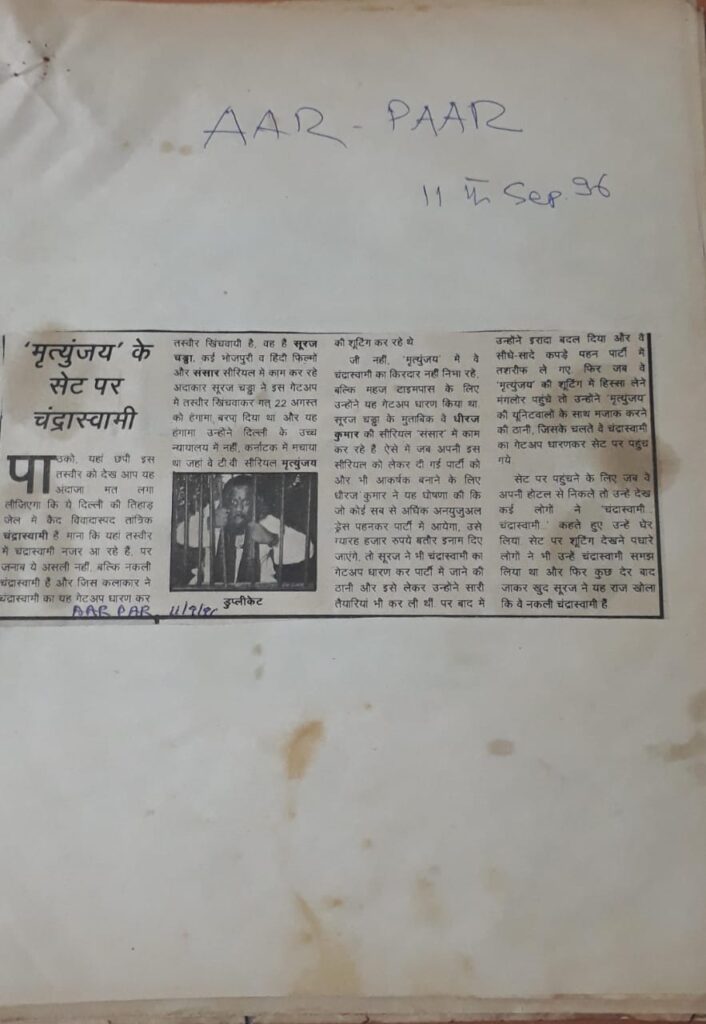 AAR - PAAR
11 th Sep. 96
'मृत्युंजय' के
सेट पर
चंद्रास्वामी
पाठको, यहां छपी इस
तस्वीर को देख आप यह
अंदाजा मत लगा
लीजिएगा कि ये दिल्ली की तिहाड़
जेल में कैद विवादास्पद तांत्रिक
चंद्रास्वामी है माना कि यहां तस्वीर
में चंद्रास्वामी नजर आ रहे हैं, पर
जनाब ये असली नहीं, बल्कि नकली
चंद्रास्वामी हैं और जिस कलाकार ने
चंद्रास्वामी का यह गेटअप धारण कर
AAR PAR 11/9/96
तस्वीर खिंचवायी है, वह हैं सूरज
चड्ढा. कई भोजपुरी व हिंदी फिल्मों
और संसार सीरियल में काम कर रहे
अदाकार सूरज चड्ढा ने इस गेटअप
में तस्वीर खिंचवाकर गत् 22 अगस्त
को हंगामा बरपा दिया था और यह
हंगामा उन्होंने दिल्ली के उच्च
न्यायालय में नहीं, कर्नाटक में मचाया
था जहां वे टी.वी सीरियल मृत्युंजय
डुप्लीकेट
की शूटिंग कर रहे थे
जी नहीं, 'मृत्युंजय' में वे
चंद्रास्वामी का किरदार नहीं निभा रहे,
बल्कि महज टाइमपास के लिए
उन्होंने यह गेटअप धारण किया था.
सूरज चड्ढा के मुताबिक वे धीरज
कुमार की सीरियल 'संसार' में काम
कर रहे हैं. ऐसे में जब अपनी इस
सीरियल को लेकर दी गई पार्टी को
और भी आकर्षक बनाने के लिए
धीरज कुमार ने यह घोषणा की कि
जो कोई सब से अधिक अनयुजुअल
ड्रेस पहनकर पार्टी में आयेगा, उसे
ग्यारह हजार रुपये बतौर इनाम दिए
जाएंगे, तो सूरज ने भी चंद्रास्वामी का
गेटअप धारण कर पार्टी में जाने की
ठानी और इसे लेकर उन्होंने सारी
तैयारियां भी कर ली थीं. पर बाद में
उन्होंने इरादा बदल दिया और वे
सीधे-सादे कपड़े पहन पार्टी में
तशरीफ ले गए. फिर जब वे
'मृत्युंजय' की शूटिंग में हिस्सा लेने
मंगलोर पहुंचे तो उन्होंने 'मृत्युंजय'
की यूनिटवालों के साथ मजाक करने
की ठानी, जिसके चलते वे चंद्रास्वामी
का गेटअप धारणकर सेट पर पहुंच
गये.
सेट पर पहुंचने के लिए जब वे
अपनी होटल से निकले तो उन्हें देख
कई लोगों ने 'चंद्रास्वामी...
चंद्रास्वामी...' कहते हुए उन्हें घेर
लिया. सेट पर शूटिंग देखने पधारे
लोगों ने भी उन्हें चंद्रास्वामी समझ
लिया था और फिर कुछ देर बाद
जाकर खुद सूरज ने यह राज खोला
कि वे नकली चंद्रास्वामी हैं